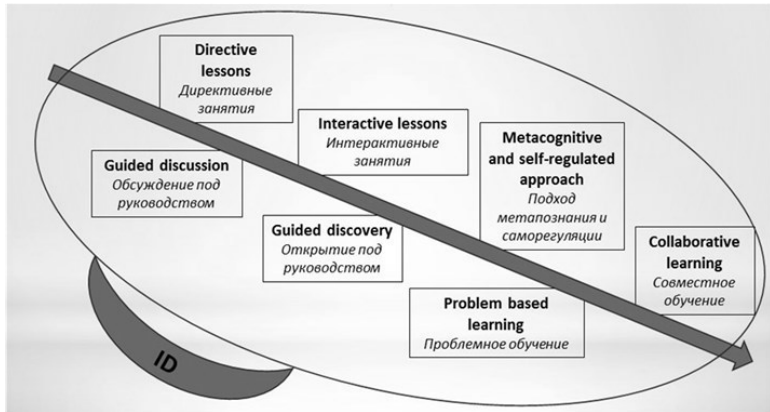 Directive
lessons
Директивные
занятия
Interactive lessons
Интерактивные
занятия
Metacognitive
and self-regulated
approach
Подход
метапознания и
саморегуляции
Guided discussion
Обсуждение под
руководством
Guided discovery
Открытие под
руководством
Collaborative
learning
Совместное
обучение
Problem based
learning
Проблемное обучение
ID